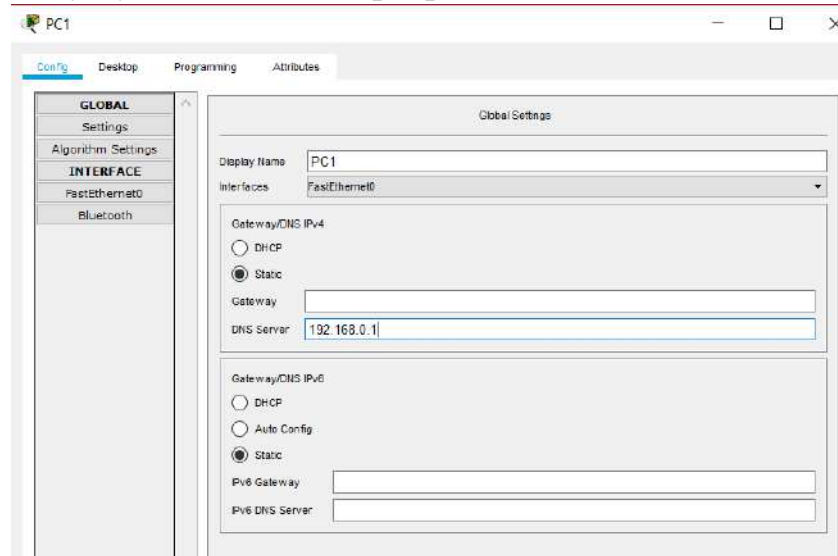 PC1
Config Desktop Programming Attributes
GLOBAL
Settings
Algorithm Settings
INTERFACE
FastEthernet0
Bluetooth
Global Settings
Display Name PC1
Interfaces FastEthernet0
Gateway/DNS IPv4
DHCP
Static
Gateway
DNS Server 192.168.0.1
Gateway/DNS IPv6
DHCP
Auto Config
Static
IPv6 Gateway
IPv6 DNS Server